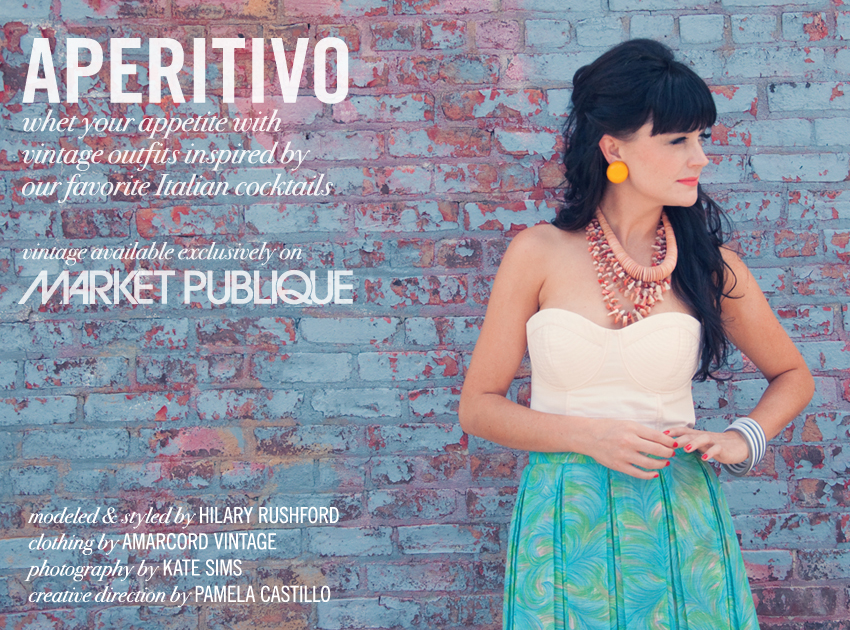 APERITIVO
whet your appetite with
vintage outfits inspired by
our favorite Italian cocktails
vintage available exclusively on
MARKET PUBLIQUE
modeled & styled by HILARY RUSHFORD
clothing by AMARCORD VINTAGE
photography by KATE SIMS
creative direction by PAMELA CASTILLO